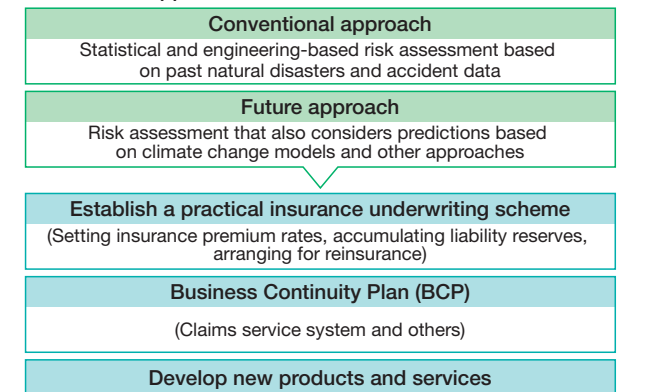 Conventional approach
Statistical and engineering-based risk assessment based
on past natural disasters and accident data
Future approach
Risk assessment that also considers predictions based
on climate change models and other approaches
Establish a practical insurance underwriting scheme
(Setting insurance premium rates, accumulating liability reserves,
arranging for reinsurance)
Business Continuity Plan (BCP)
(Claims service system and others)
Develop new products and services